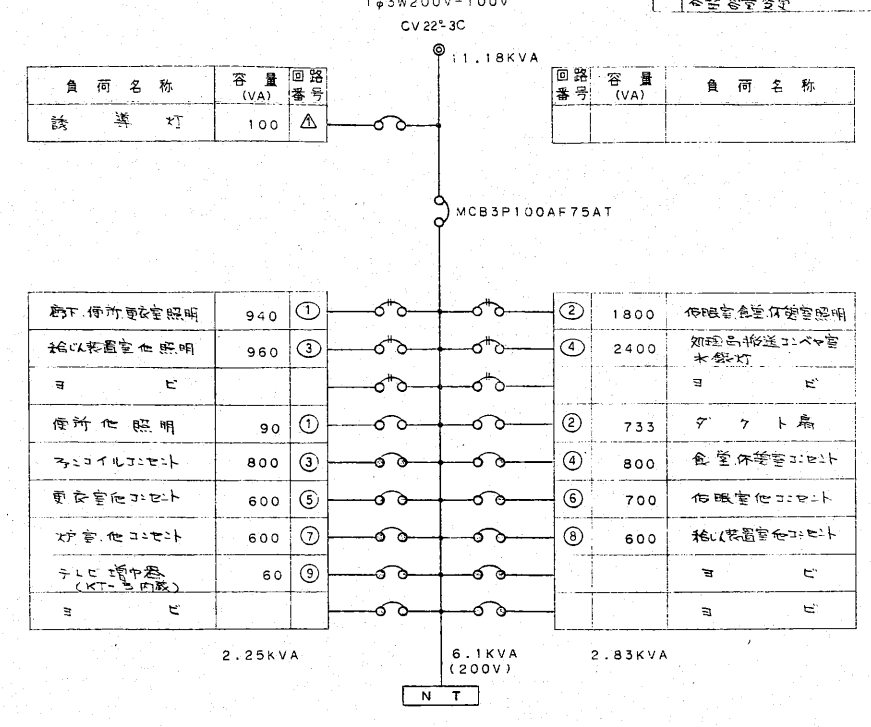 1φ3W200V-100V
CV22°-3C
11.18KVA
負荷名称 容量(VA) 回路番号
誘導灯 100 1
回路番号 容量(VA) 負荷名称
MCB3P100AF75AT
廊下.便所.更衣室照明 940 ①
② 1800 仮眠室.食堂.休憩室照明
給じん装置室他照明 960 ③
④ 2400 処理品搬送コンベヤ室
水銀灯
ヨビ
ヨビ
便所他照明 90 ①
② 733 ダクト扇
ファンコイルコンセント 800 ③
④ 800 食堂.休憩室コンセント
更衣室他コンセント 600 ⑤
⑥ 700 仮眠室他コンセント
炉室.他コンセント 600 ⑦
⑧ 600 給じん装置室他コンセント
テレビ増巾器
(KT-3内蔵) 60 ⑨
ヨビ
ヨビ
ヨビ
2.25KVA
6.1KVA
(200V)
2.83KVA
NT